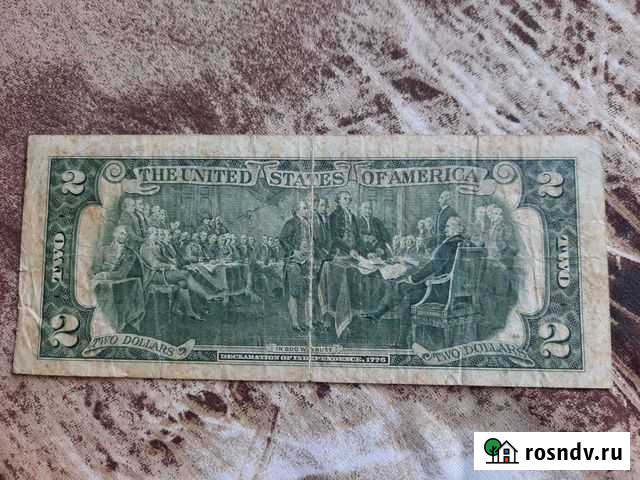 2 THE UNITED STATES OF AMERICA 2
TWO TWO
2 TWO DOLLARS IN GOD WE TRUST TWO DOLLARS 2
DECLARATION OF INDEPENDENCE, 1776
rosndv.ru